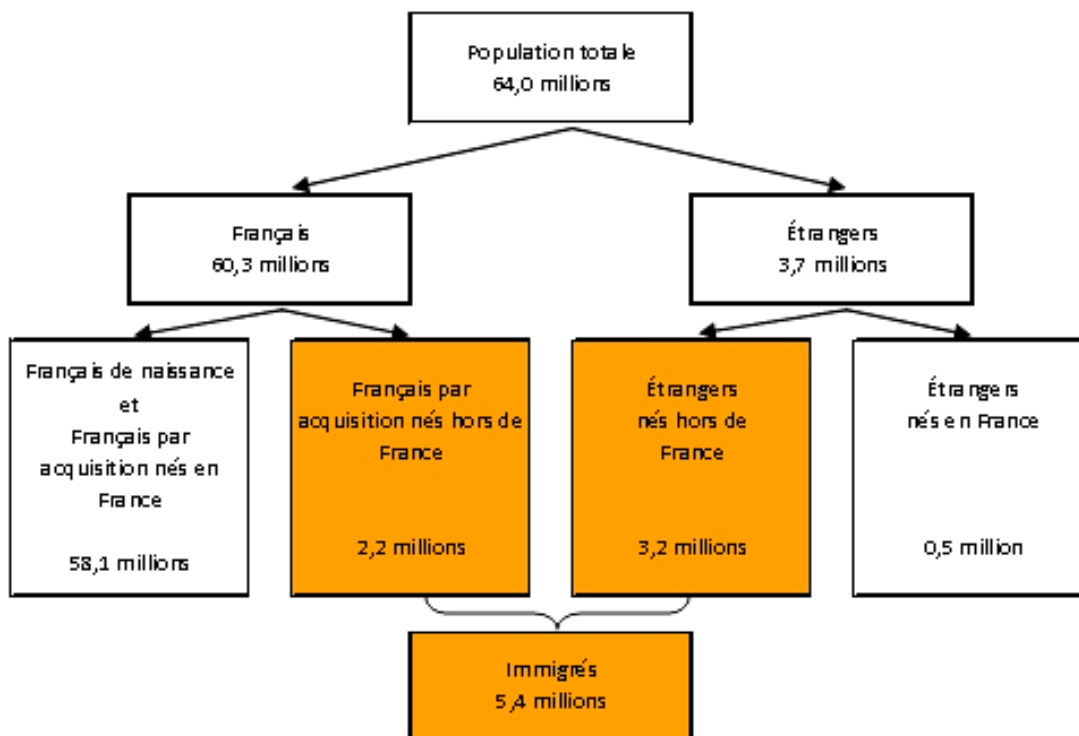 Population totale
64,0 millions
Français
60,3 millions
Étrangers
3,7 millions
Français de naissance
et
Français par
acquisition nés en
France
58,1 millions
Français par
acquisition nés hors de
France
2,2 millions
Étrangers
nés hors de
France
3,2 millions
Étrangers
nés en France
0,5 million
Immigrés
5,4 millions